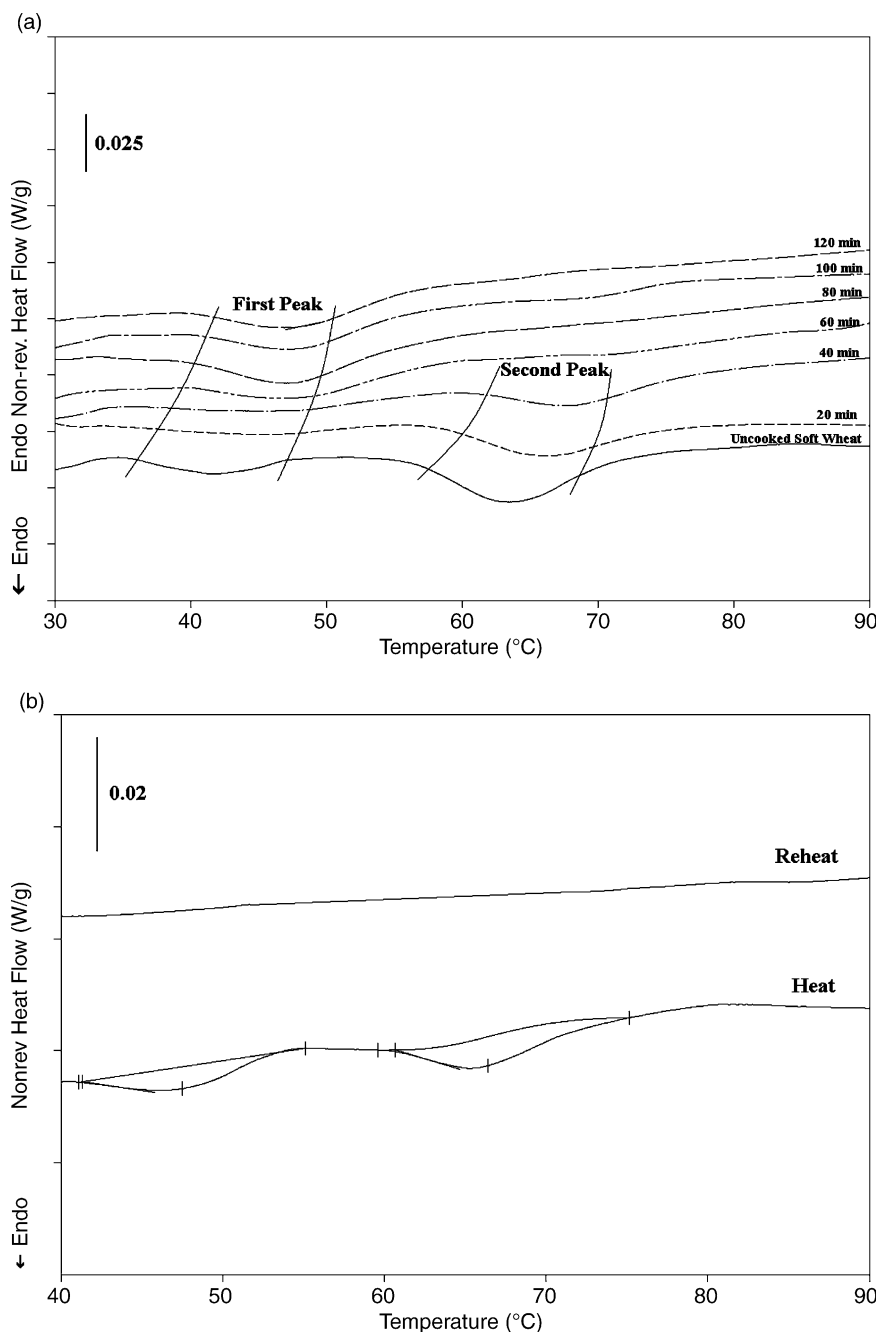 (a)
0.025
Endo Non-rev. Heat Flow (W/g)
← Endo
First Peak
Second Peak
120 min
100 min
80 min
60 min
40 min
20 min
Uncooked Soft Wheat
30 40 50 60 70 80 90
Temperature (°C)
(b)
0.02
Nonrev Heat Flow (W/g)
← Endo
Reheat
Heat
40 50 60 70 80 90
Temperature (°C)